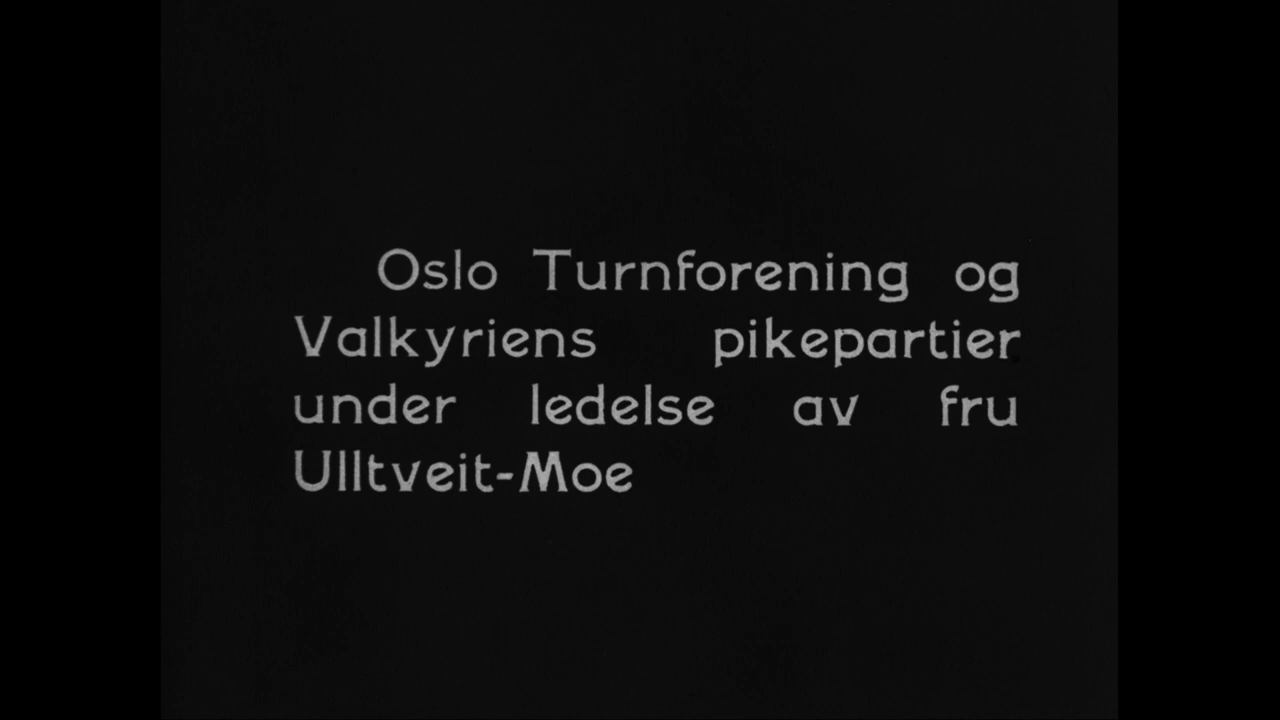 Oslo Turnforening og
Valkyriens pikepartier
under ledelse av fru
Ulltveit-Moe